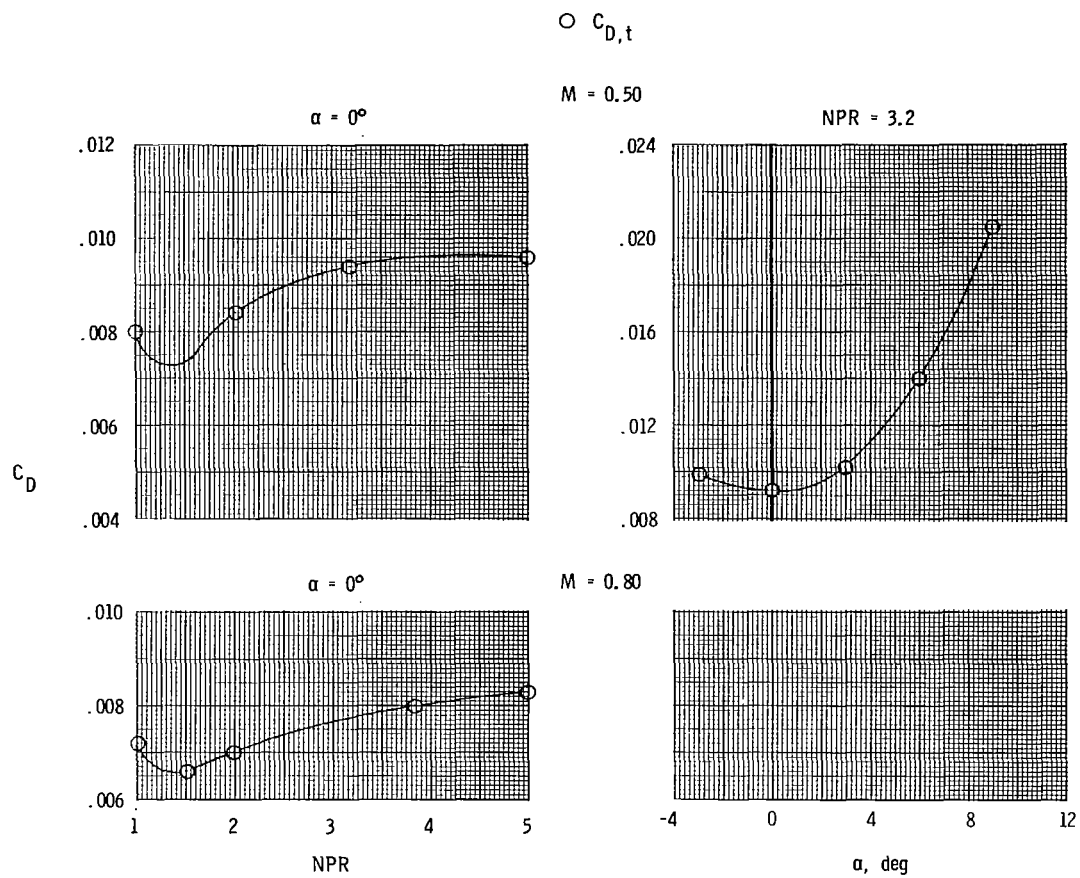 ○ C_D,t
M = 0.50
α = 0°
NPR = 3.2
.012
.010
.008
.006
.004
.024
.020
.016
.012
.008
C_D
α = 0°
M = 0.80
.010
.008
.006
1 2 3 4 5
NPR
-4 0 4 8 12
α, deg